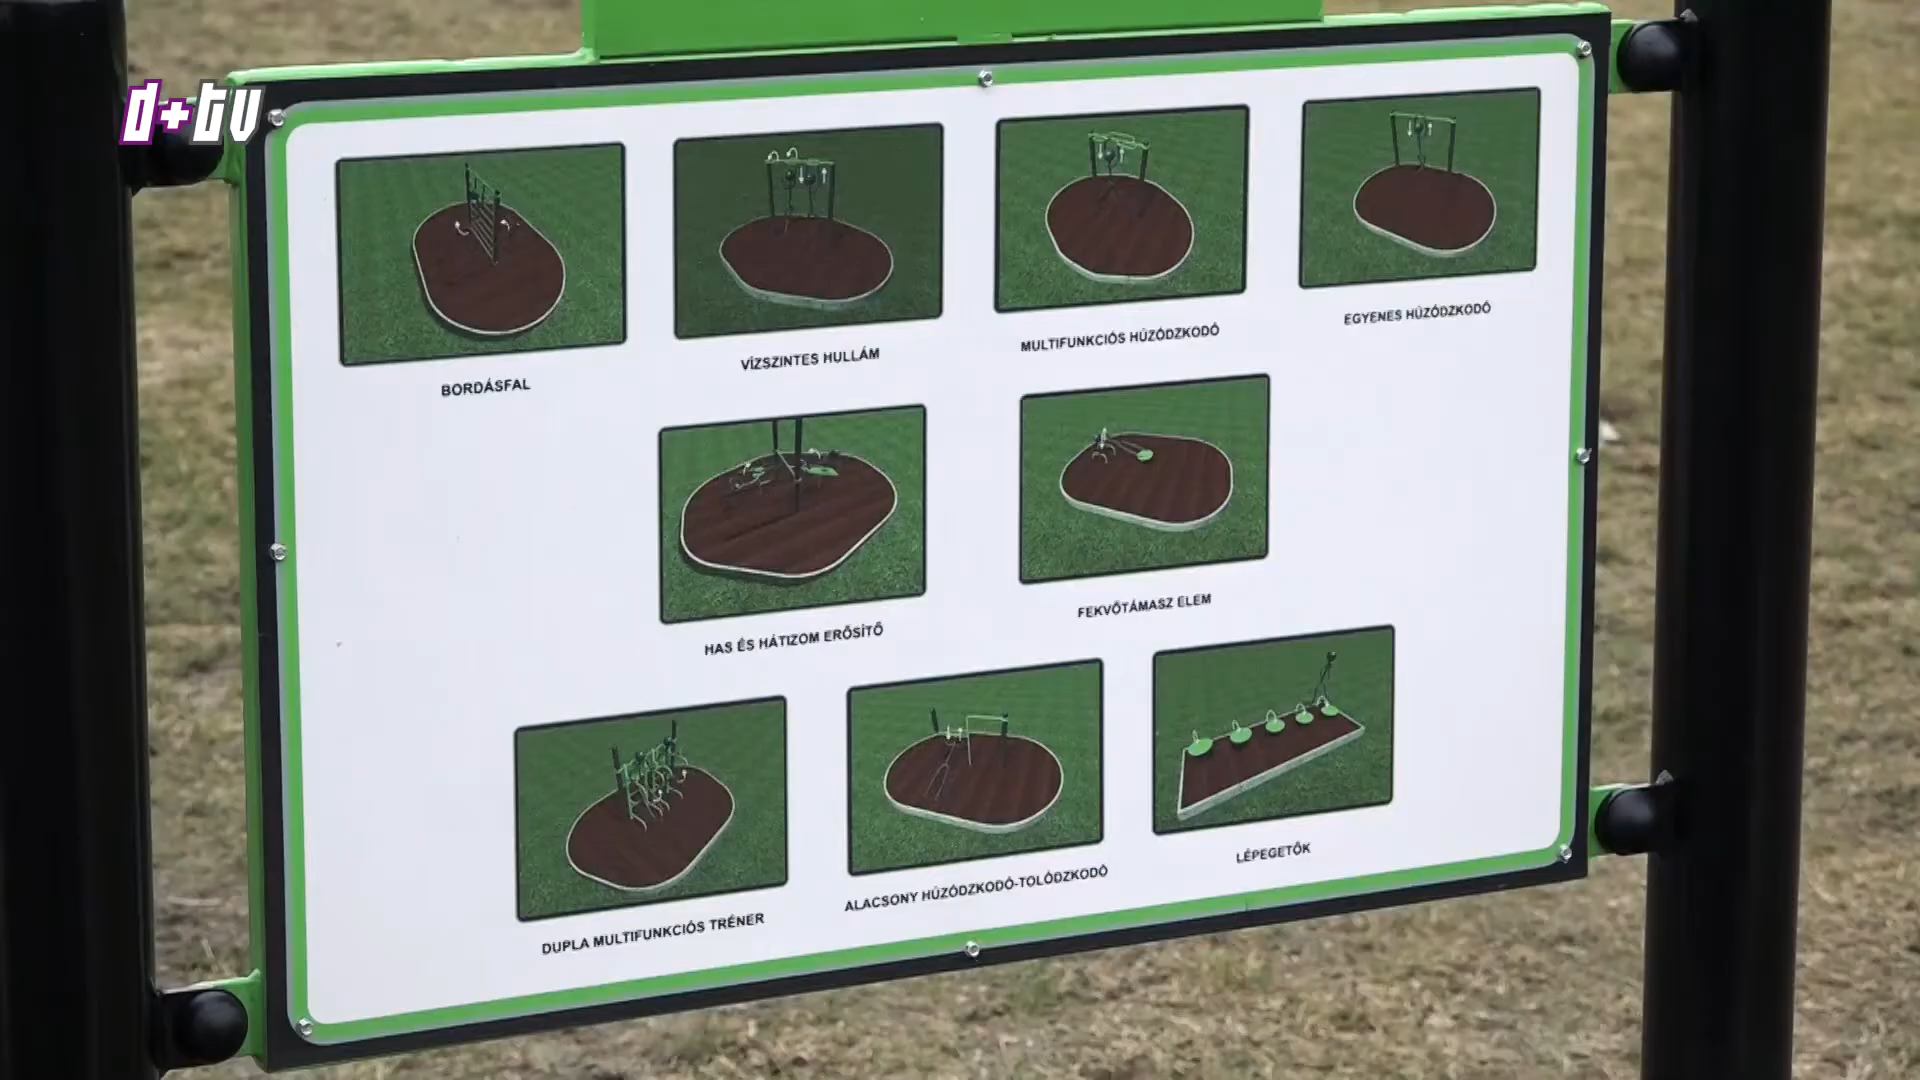 D+TV
BORDÁSFAL
VÍZSZINTES HULLÁM
MULTIFUNKCIÓS HÚZÓDZKODÓ
EGYENES HÚZÓDZKODÓ
HAS ÉS HÁTIZOM ERŐSÍTŐ
FEKVŐTÁMASZ ELEM
DUPLA MULTIFUNKCIÓS TRÉNER
ALACSONY HÚZÓDZKODÓ-TOLÓDZKODÓ
LÉPEGETŐK